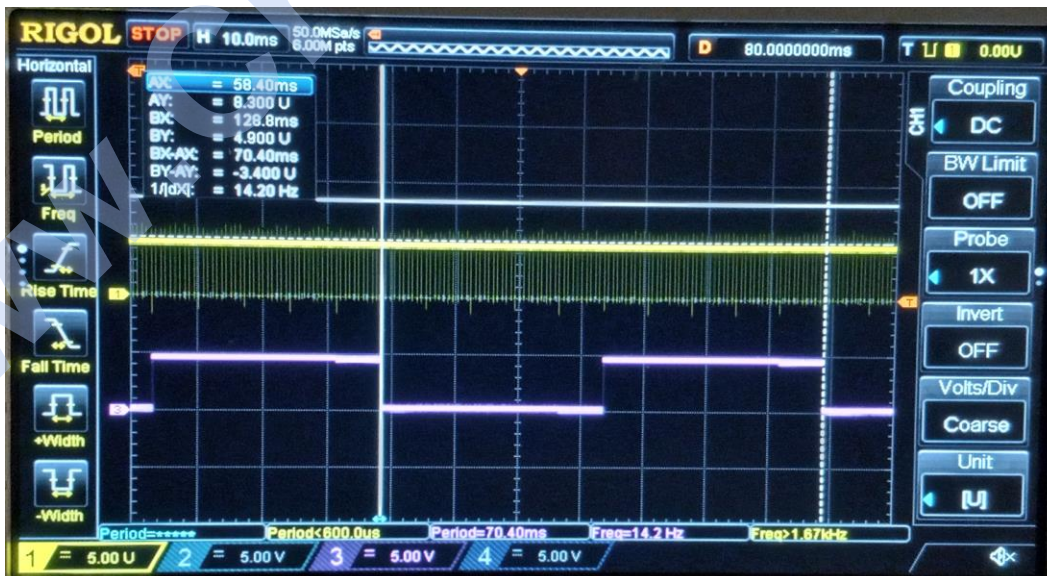 RIGOL STOP H 10.0ms 50.0MSa/s 6.00M pts D 80.0000000ms T 1 0.00U
Horizontal
Period
Freq
Rise Time
Fall Time
+Width
-Width
AX: = 58.40ms
AY: = 8.300 U
BX: = 128.8ms
BY: = 4.900 U
BX-AX: = 70.40ms
BY-AY: = -3.400 U
1/|dX|: = 14.20 Hz
T
1
3
T
CH1
Coupling
DC
BW Limit
OFF
Probe
1X
Invert
OFF
Volts/Div
Coarse
Unit
[U]
Period=***** Period<600.0us Period=70.40ms Freq=14.2 Hz Freq>1.67kHz
1 = 5.00 U 2 = 5.00 V 3 = 5.00 V 4 = 5.00 V